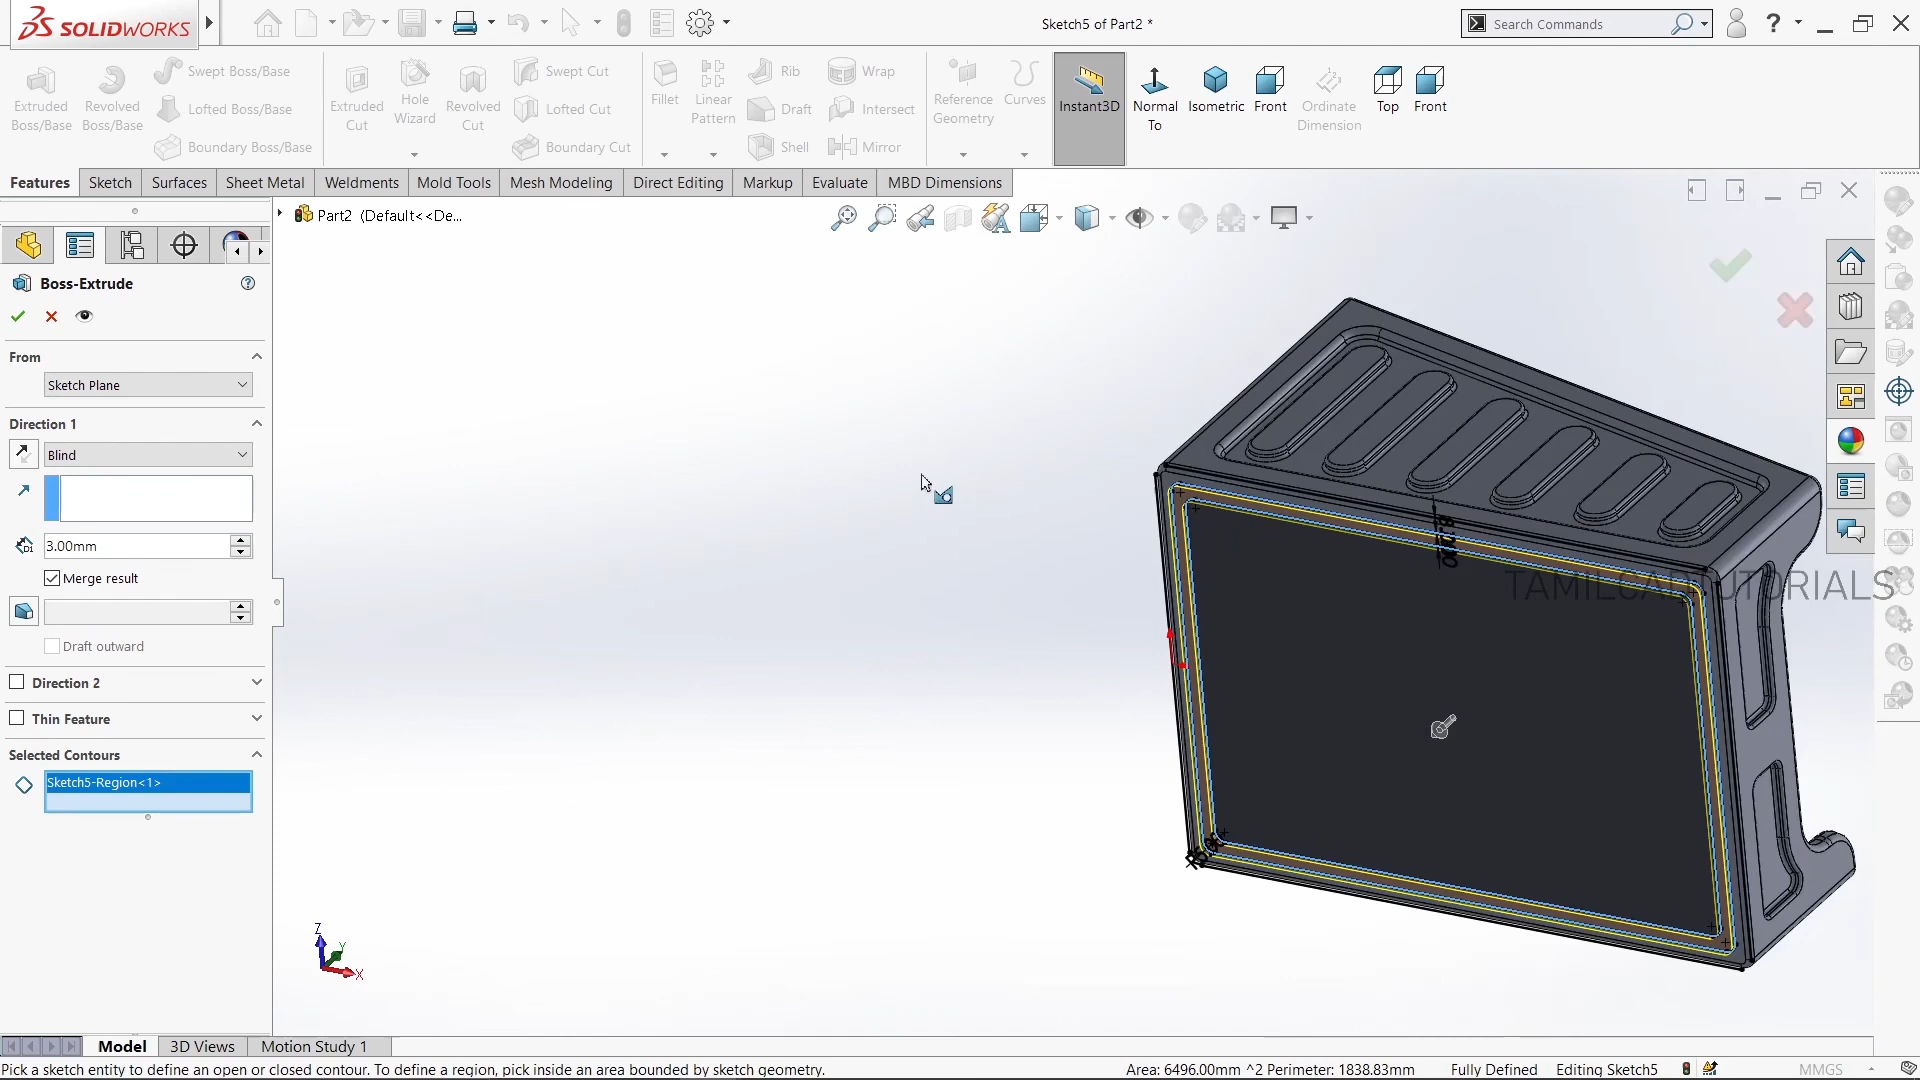 SOLIDWORKS
Sketch5 of Part2 *
Search Commands
?
Extruded Boss/Base
Revolved Boss/Base
Swept Boss/Base
Lofted Boss/Base
Boundary Boss/Base
Extruded Cut
Hole Wizard
Revolved Cut
Swept Cut
Lofted Cut
Boundary Cut
Fillet
Linear Pattern
Rib
Draft
Shell
Wrap
Intersect
Mirror
Reference Geometry
Curves
Instant3D
Normal To
Isometric
Front
Ordinate Dimension
Top
Front
Features
Sketch
Surfaces
Sheet Metal
Weldments
Mold Tools
Mesh Modeling
Direct Editing
Markup
Evaluate
MBD Dimensions
Part2 (Default<<De...
Boss-Extrude
From
Sketch Plane
Direction 1
Blind
3.00mm
Merge result
Draft outward
Direction 2
Thin Feature
Selected Contours
Sketch5-Region<1>
TAMILCADTUTORIALS
Z
Y
X
Model
3D Views
Motion Study 1
Pick a sketch entity to define an open or closed contour. To define a region, pick inside an area bounded by sketch geometry.
Area: 6496.00mm ^2 Perimeter: 1838.83mm
Fully Defined
Editing Sketch5
MMGS